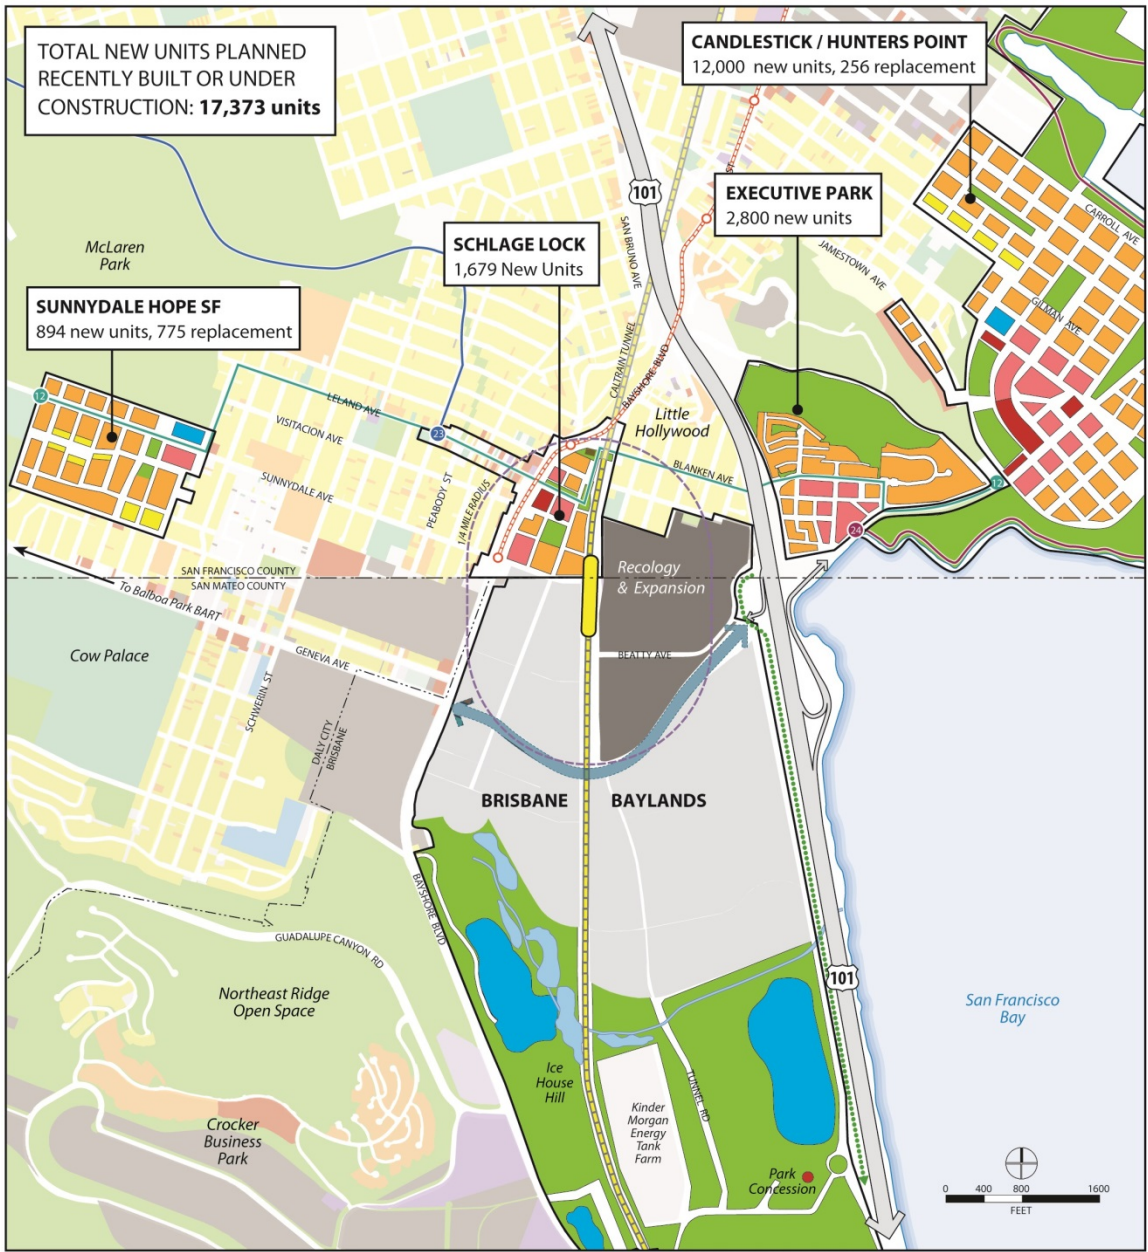 TOTAL NEW UNITS PLANNED
RECENTLY BUILT OR UNDER
CONSTRUCTION: 17,373 units
CANDLESTICK / HUNTERS POINT
12,000 new units, 256 replacement
101
EXECUTIVE PARK
2,800 new units
CARROLL AVE
SAN BRUNO AVE
JAMESTOWN AVE
SCHLAGE LOCK
1,679 New Units
McLaren
Park
SUNNYDALE HOPE SF
894 new units, 775 replacement
GILMAN AVE
CALTRAIN TUNNEL
BAYSHORE BLVD
12
LELAND AVE
23
VISITACION AVE
Little
Hollywood
BLANKEN AVE
12
SUNNYDALE AVE
PEABODY ST
1/4 MILE RADIUS
24
SAN FRANCISCO COUNTY
SAN MATEO COUNTY
Recology
& Expansion
To Balboa Park BART
Cow Palace
GENEVA AVE
BEATTY AVE
SCHWERIN ST
DALY CITY
BRISBANE
BRISBANE BAYLANDS
BAYSHORE BLVD
GUADALUPE CANYON RD
101
Northeast Ridge
Open Space
San Francisco
Bay
Ice
House
Hill
TUNNEL RD
Kinder
Morgan
Energy
Tank
Farm
Crocker
Business
Park
Park
Concession
0 400 800 1600
FEET